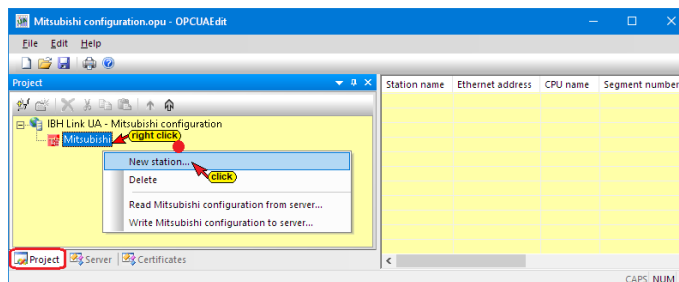 Mitsubishi configuration.opu - OPCUAEdit
File Edit Help
Project
Station name Ethernet address CPU name Segment number
IBH Link UA - Mitsubishi configuration
Mitsubishi right click
New station...
click
Delete
Read Mitsubishi configuration from server...
Write Mitsubishi configuration to server...
Project Server Certificates
CAPS NUM